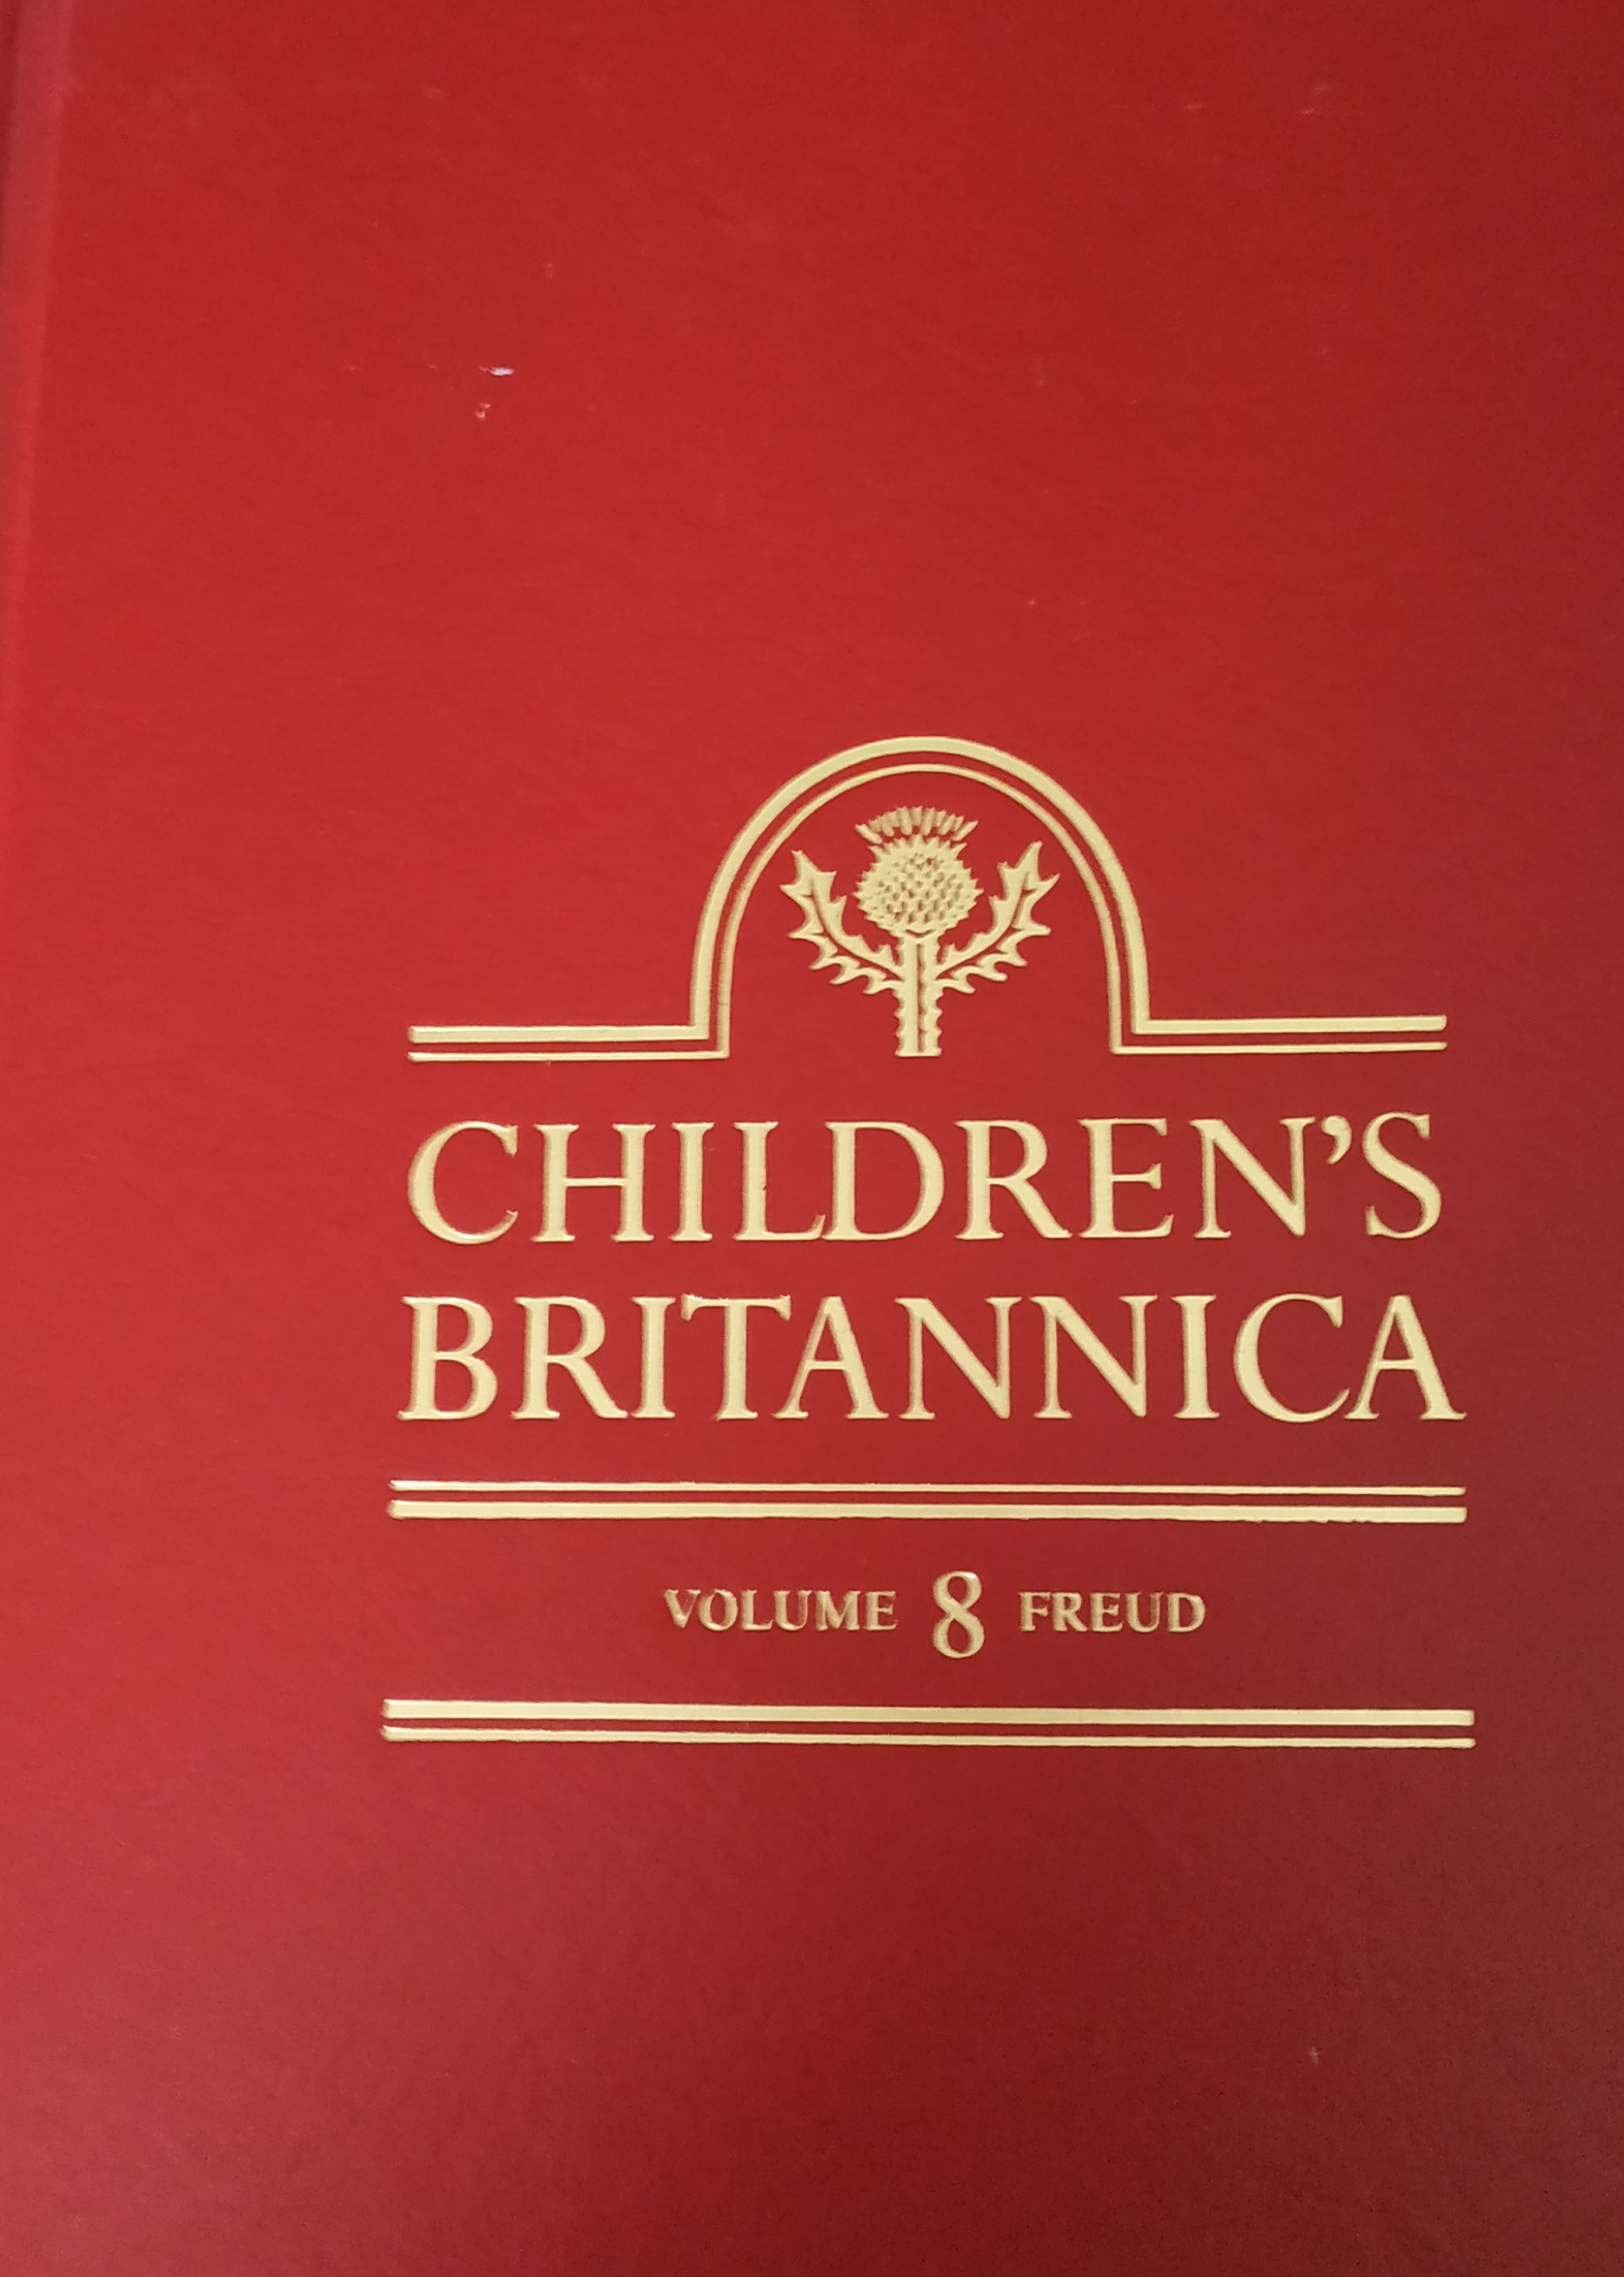 CHILDREN'S
BRITANNICA
VOLUME 8 FREUD